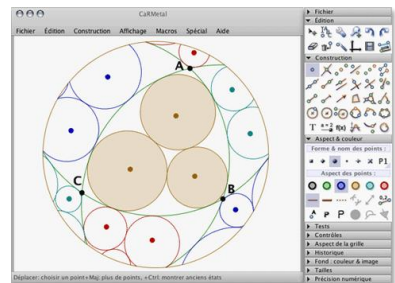 CaRMetal
Fichier Édition Construction Affichage Macros Spécial Aide
A
C
B
Déplacer: choisir un point+Maj: plus de points, +Ctrl: montrer anciens états
Fichier
Édition
Construction
T f(x)
Aspect & couleur
Forme & nom des points :
P1
Aspect des points :
P P
Tests
Contrôles
Aspect de la grille
Historique
Fond : couleur & image
Tailles
Précision numérique